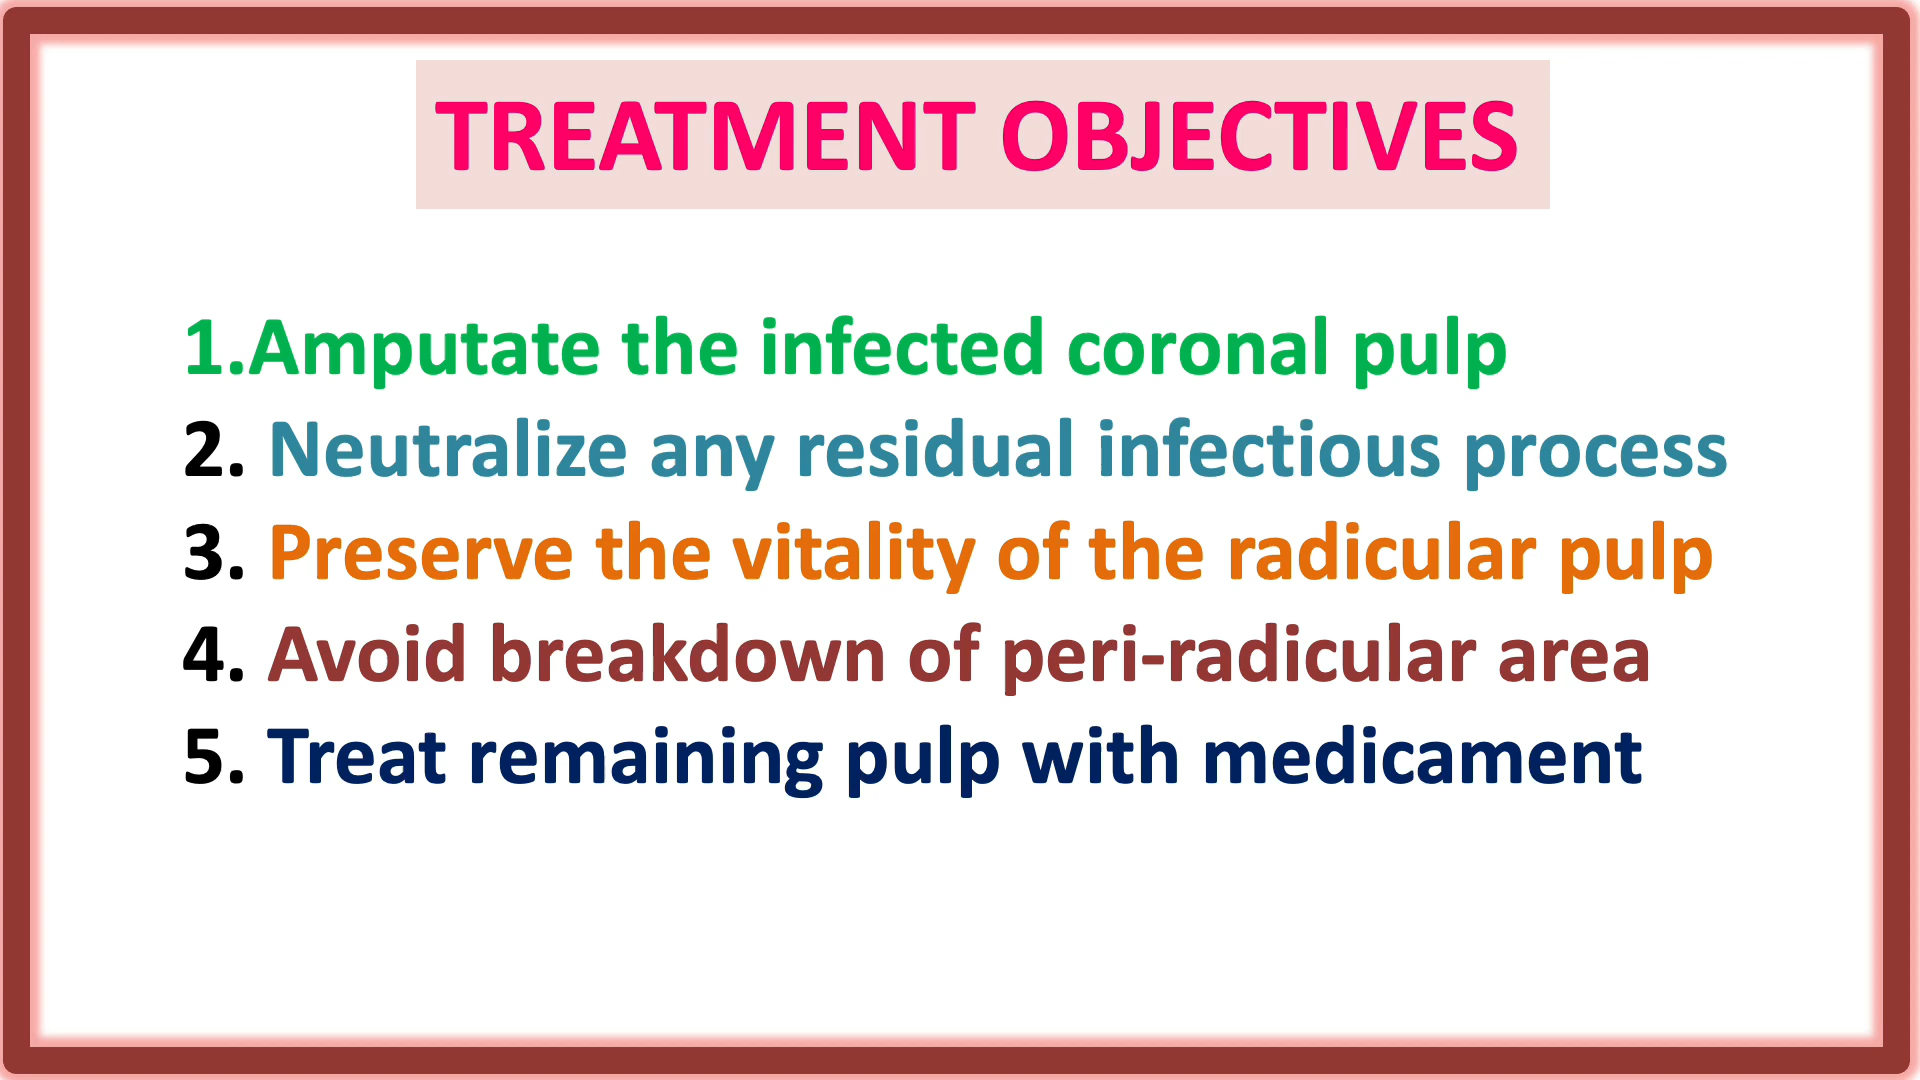 TREATMENT OBJECTIVES
1.Amputate the infected coronal pulp
2. Neutralize any residual infectious process
3. Preserve the vitality of the radicular pulp
4. Avoid breakdown of peri-radicular area
5. Treat remaining pulp with medicament